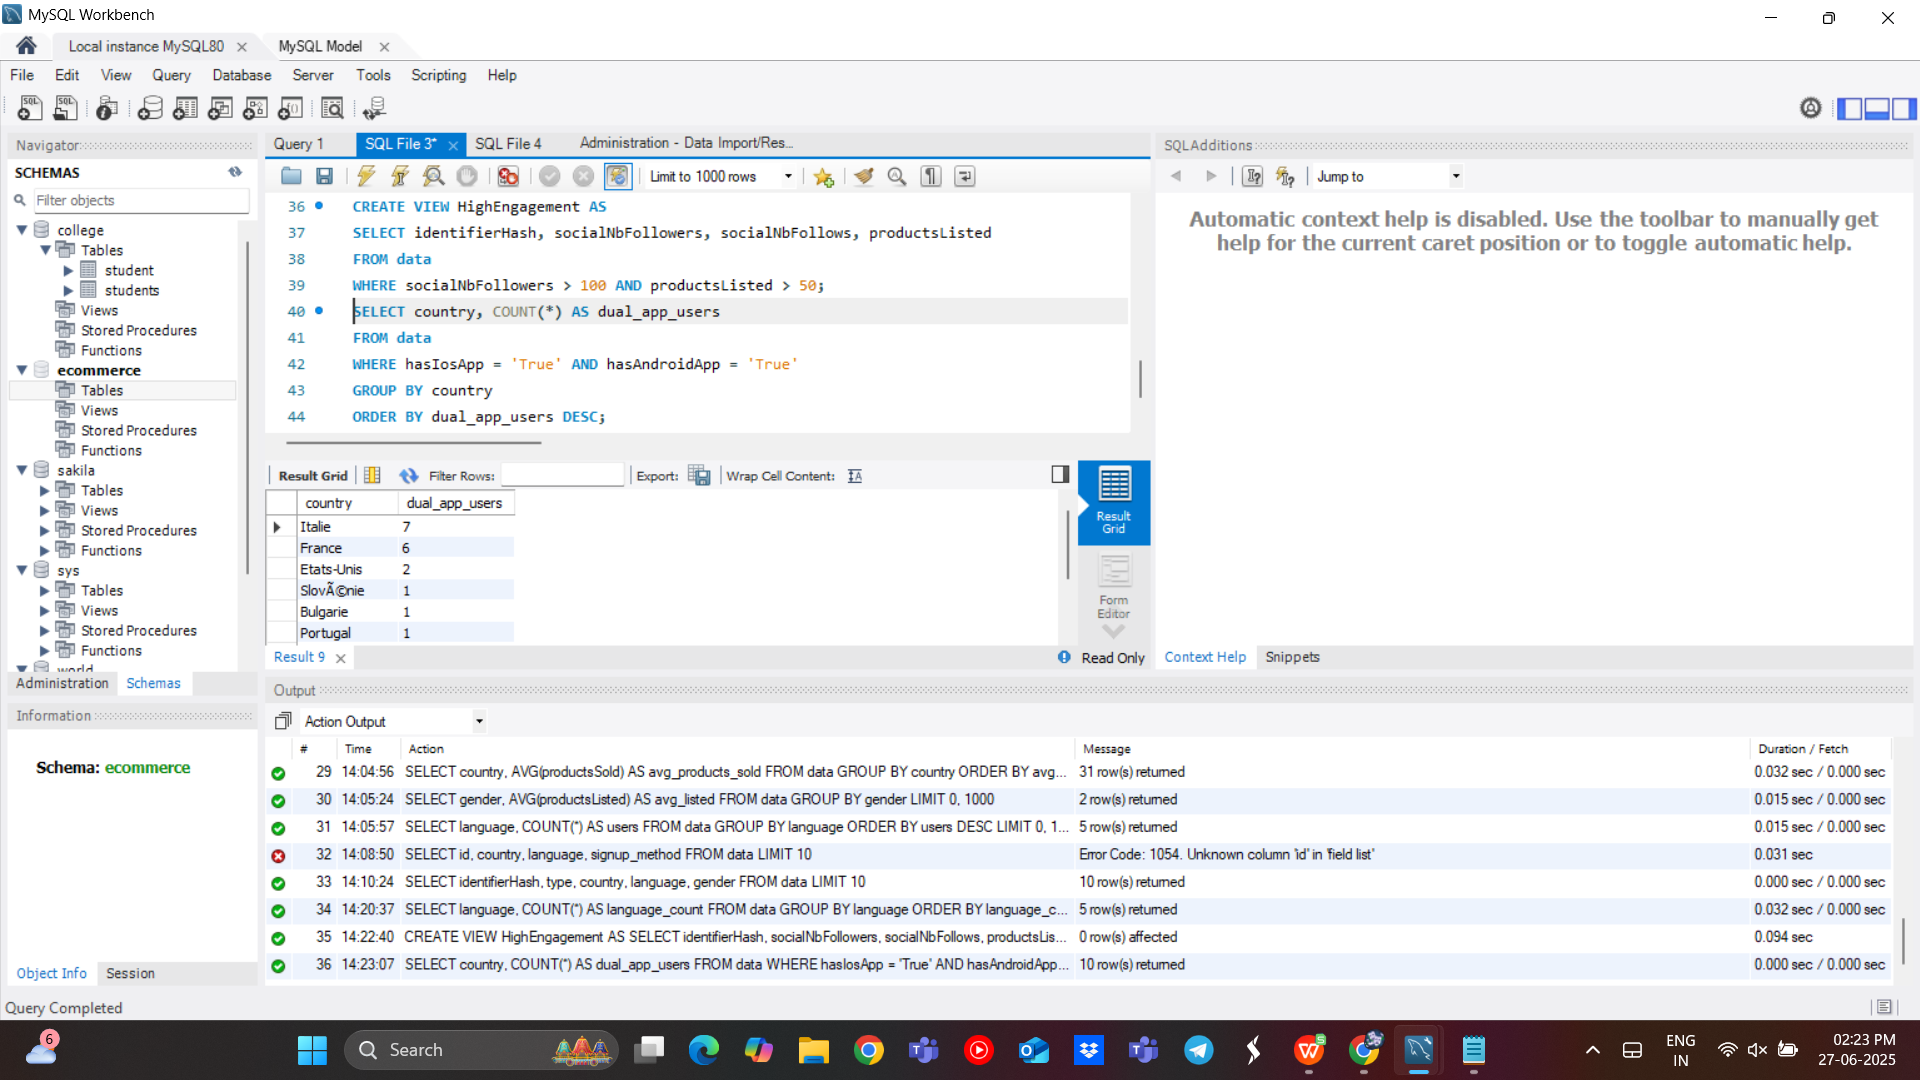 MySQL Workbench
Local instance MySQL80
MySQL Model
File Edit View Query Database Server Tools Scripting Help
Navigator
SCHEMAS
Filter objects
college
Tables
student
students
Views
Stored Procedures
Functions
ecommerce
Tables
Views
Stored Procedures
Functions
sakila
Tables
Views
Stored Procedures
Functions
sys
Tables
Views
Stored Procedures
Functions
world
Administration Schemas
Information
Schema: ecommerce
Object Info Session
Query Completed
Query 1 SQL File 3* SQL File 4 Administration - Data Import/Res...
Limit to 1000 rows
36 CREATE VIEW HighEngagement AS
37 SELECT identifierHash, socialNbFollowers, socialNbFollows, productsListed
38 FROM data
39 WHERE socialNbFollowers > 100 AND productsListed > 50;
40 SELECT country, COUNT(*) AS dual_app_users
41 FROM data
42 WHERE hasIosApp = 'True' AND hasAndroidApp = 'True'
43 GROUP BY country
44 ORDER BY dual_app_users DESC;
Result Grid Filter Rows: Export: Wrap Cell Content:
country dual_app_users
Italie 7
France 6
Etats-Unis 2
SlovÃ©nie 1
Bulgarie 1
Portugal 1
Result Grid
Form Editor
Result 9
Read Only
SQLAdditions
Jump to
Automatic context help is disabled. Use the toolbar to manually get
help for the current caret position or to toggle automatic help.
Context Help Snippets
Output
Action Output
# Time Action Message Duration / Fetch
29 14:04:56 SELECT country, AVG(productsSold) AS avg_products_sold FROM data GROUP BY country ORDER BY avg... 31 row(s) returned 0.032 sec / 0.000 sec
30 14:05:24 SELECT gender, AVG(productsListed) AS avg_listed FROM data GROUP BY gender LIMIT 0, 1000 2 row(s) returned 0.015 sec / 0.000 sec
31 14:05:57 SELECT language, COUNT(*) AS users FROM data GROUP BY language ORDER BY users DESC LIMIT 0, 1... 5 row(s) returned 0.015 sec / 0.000 sec
32 14:08:50 SELECT id, country, language, signup_method FROM data LIMIT 10 Error Code: 1054. Unknown column 'id' in 'field list' 0.031 sec
33 14:10:24 SELECT identifierHash, type, country, language, gender FROM data LIMIT 10 10 row(s) returned 0.000 sec / 0.000 sec
34 14:20:37 SELECT language, COUNT(*) AS language_count FROM data GROUP BY language ORDER BY language_c... 5 row(s) returned 0.032 sec / 0.000 sec
35 14:22:40 CREATE VIEW HighEngagement AS SELECT identifierHash, socialNbFollowers, socialNbFollows, productsLis... 0 row(s) affected 0.094 sec
36 14:23:07 SELECT country, COUNT(*) AS dual_app_users FROM data WHERE hasIosApp = 'True' AND hasAndroidApp... 10 row(s) returned 0.000 sec / 0.000 sec
6
Search
ENG
IN
02:23 PM
27-06-2025